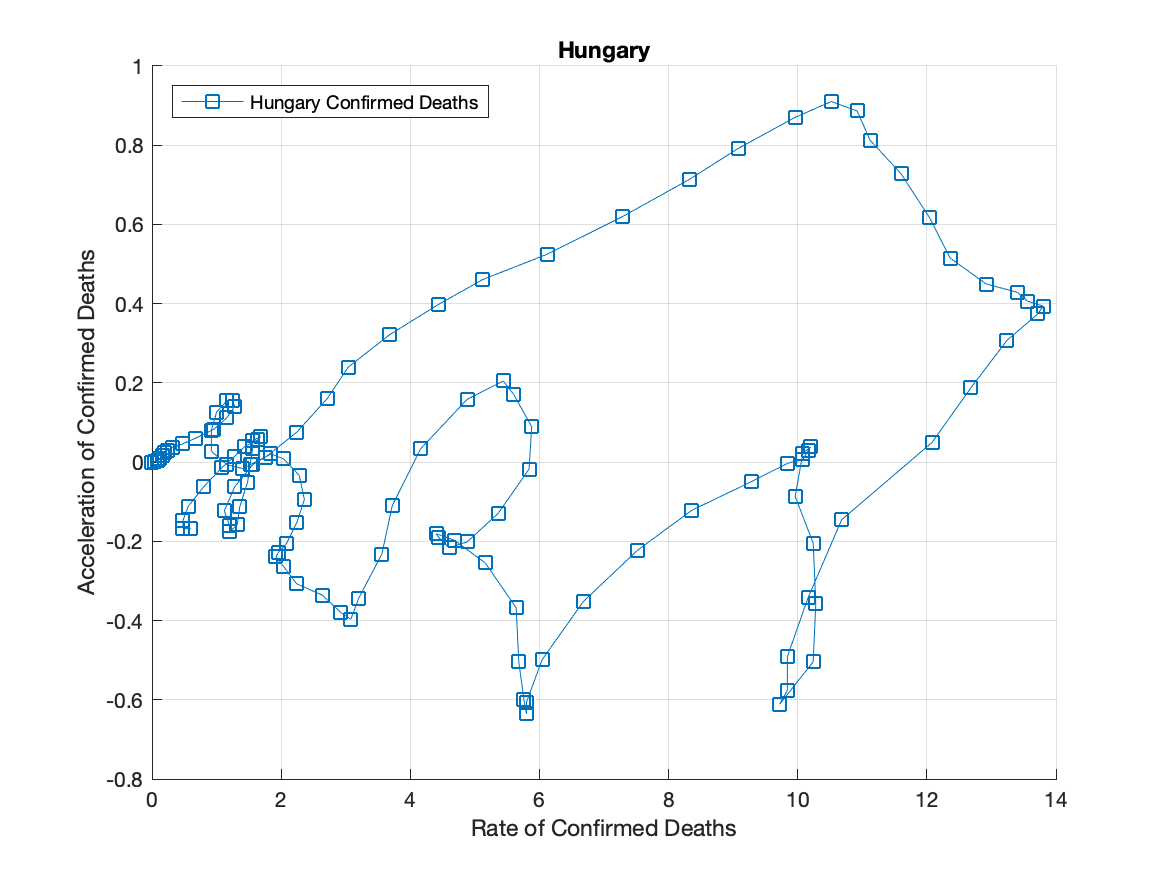 Hungary
Hungary Confirmed Deaths
1
0.8
0.6
0.4
0.2
0
-0.2
-0.4
-0.6
-0.8
Acceleration of Confirmed Deaths
0 2 4 6 8 10 12 14
Rate of Confirmed Deaths